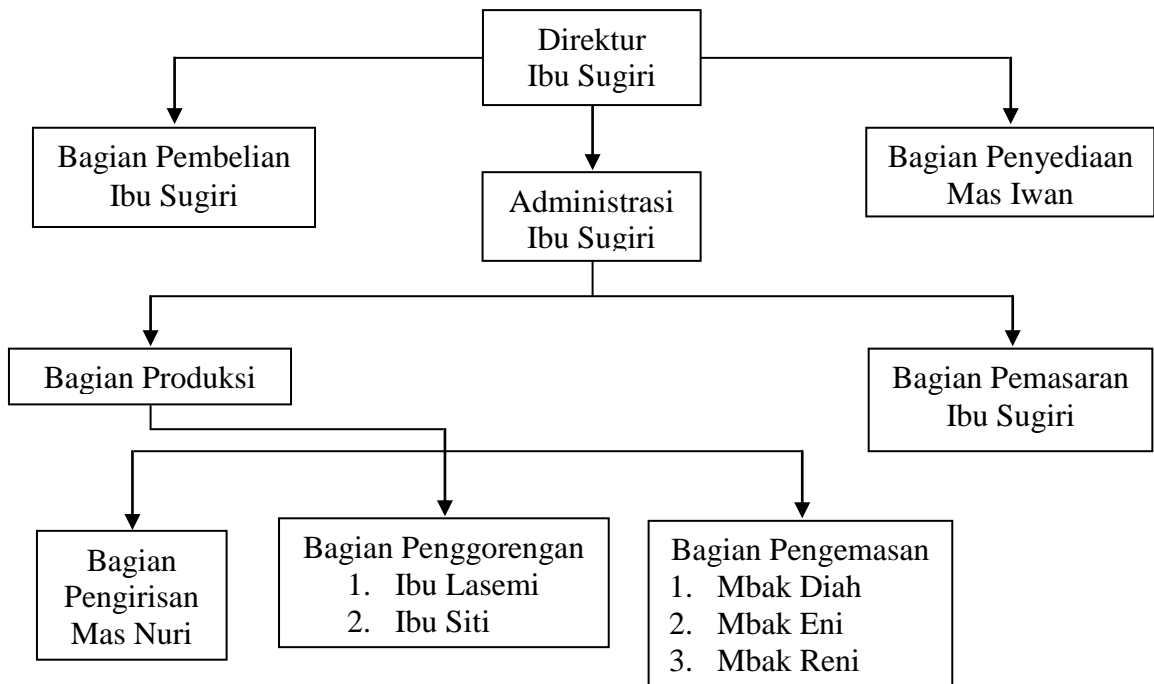 Direktur
Ibu Sugiri
Bagian Pembelian
Ibu Sugiri
Administrasi
Ibu Sugiri
Bagian Penyediaan
Mas Iwan
Bagian Produksi
Bagian Pemasaran
Ibu Sugiri
Bagian
Pengirisan
Mas Nuri
Bagian Penggorengan
1. Ibu Lasemi
2. Ibu Siti
Bagian Pengemasan
1. Mbak Diah
2. Mbak Eni
3. Mbak Reni